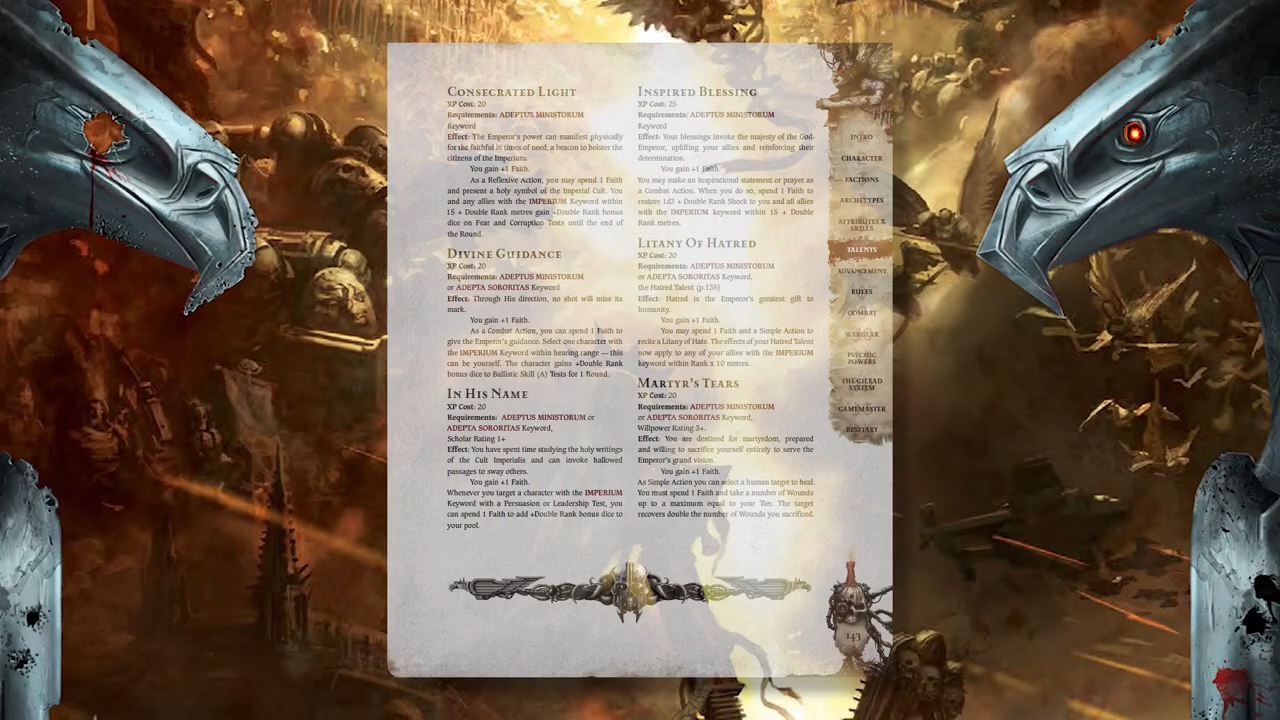 CONSECRATED LIGHT
XP Cost: 20
Requirements: ADEPTUS MINISTORUM
Keyword
Effect: The Emperor's power can manifest physically
for the faithful in times of need, a beacon to bolster the
citizens of the Imperium.
You gain +1 Faith.
As a Reflexive Action, you may spend 1 Faith
and present a holy symbol of the Imperial Cult. You
and any allies with the IMPERIUM Keyword within
15 + Double Rank metres gain +Double Rank bonus
dice on Fear and Corruption Tests until the end of
the Round.
DIVINE GUIDANCE
XP Cost: 20
Requirements: ADEPTUS MINISTORUM
or ADEPTA SORORITAS Keyword
Effect: Through His direction, no shot will miss its
mark.
You gain +1 Faith.
As a Combat Action, you can spend 1 Faith to
give the Emperor's guidance. Select one character with
the IMPERIUM Keyword within hearing range — this
can be yourself. The character gains +Double Rank
bonus dice to Ballistic Skill (A) Tests for 1 Round.
IN HIS NAME
XP Cost: 20
Requirements: ADEPTUS MINISTORUM or
ADEPTA SORORITAS Keyword,
Scholar Rating 1+
Effect: You have spent time studying the holy writings
of the Cult Imperialis and can invoke hallowed
passages to sway others.
You gain +1 Faith.
Whenever you target a character with the IMPERIUM
Keyword with a Persuasion or Leadership Test, you
can spend 1 Faith to add +Double Rank bonus dice to
your pool.
INSPIRED BLESSING
XP Cost: 25
Requirements: ADEPTUS MINISTORUM
Keyword
Effect: Your blessings invoke the majesty of the God-
Emperor, uplifting your allies and reinforcing their
determination.
You gain +1 Faith.
You may make an inspirational statement or prayer as
a Combat Action. When you do so, spend 1 Faith to
restore 1d3 + Double Rank Shock to you and all allies
with the IMPERIUM keyword within 15 + Double
Rank metres.
LITANY OF HATRED
XP Cost: 20
Requirements: ADEPTUS MINISTORUM
or ADEPTA SORORITAS Keyword,
the Hatred Talent (p.135)
Effect: Hatred is the Emperor's greatest gift to
humanity.
You gain +1 Faith.
You may spend 1 Faith and a Simple Action to
recite a Litany of Hate. The effects of your Hatred Talent
now apply to any of your allies with the IMPERIUM
keyword within Rank x 10 metres.
MARTYR'S TEARS
XP Cost: 20
Requirements: ADEPTUS MINISTORUM
or ADEPTA SORORITAS Keyword,
Willpower Rating 3+.
Effect: You are destined for martyrdom, prepared
and willing to sacrifice yourself entirely to serve the
Emperor's grand vision.
You gain +1 Faith.
As Simple Action you can select a human target to heal.
You must spend 1 Faith and take a number of Wounds
up to a maximum equal to your Tier. The target
recovers double the number of Wounds you sacrificed.
INTRO
CHARACTER
FACTIONS
ARCHETYPES
ATTRIBUTES &
SKILLS
TALENTS
ADVANCEMENT
RULES
COMBAT
WARGEAR
PSYCHIC
POWERS
THE GILEAD
SYSTEM
GAMEMASTER
BESTIARY
143